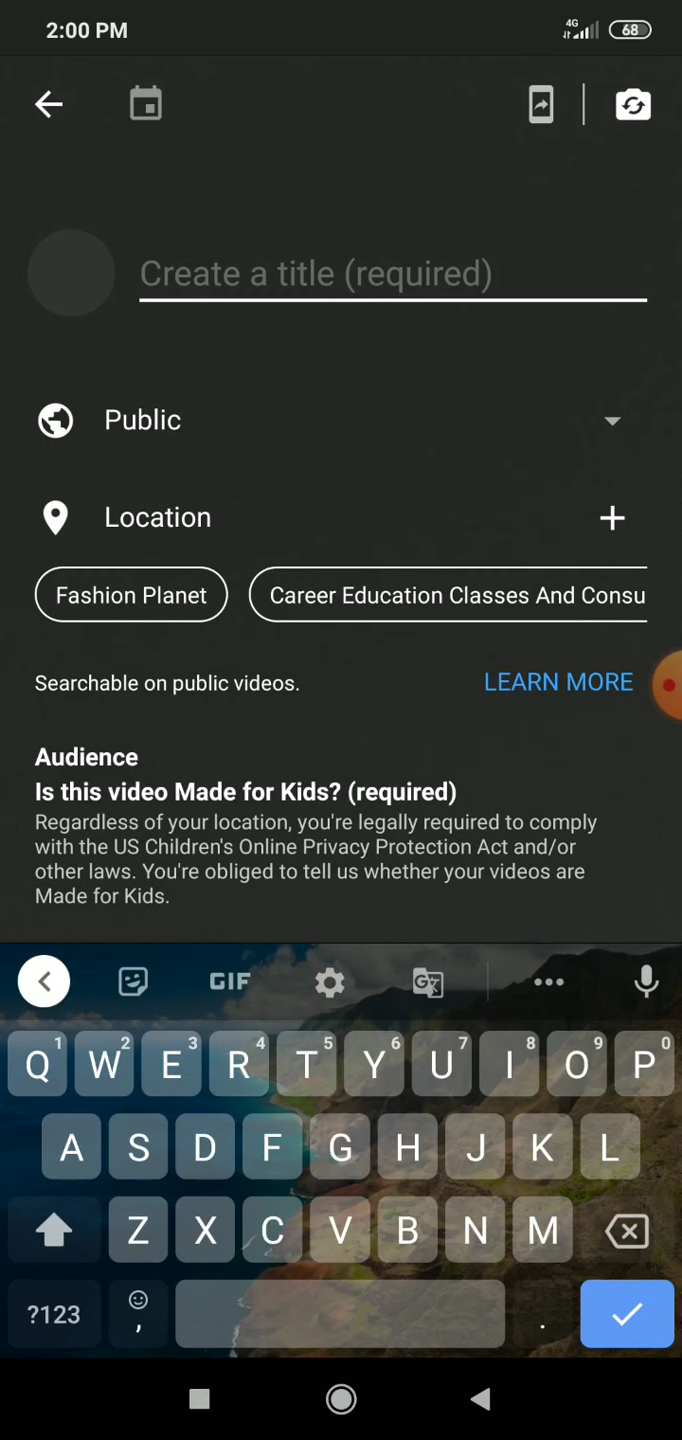 2:00 PM
4G
68
Create a title (required)
Public
Location
Fashion Planet
Career Education Classes And Consu
Searchable on public videos.
LEARN MORE
Audience
Is this video Made for Kids? (required)
Regardless of your location, you're legally required to comply
with the US Children's Online Privacy Protection Act and/or
other laws. You're obliged to tell us whether your videos are
Made for Kids.
GIF
G
Q1 W2 E3 R4 T5 Y6 U7 I8 O9 P0
A S D F G H J K L
Z X C V B N M
?123 , .